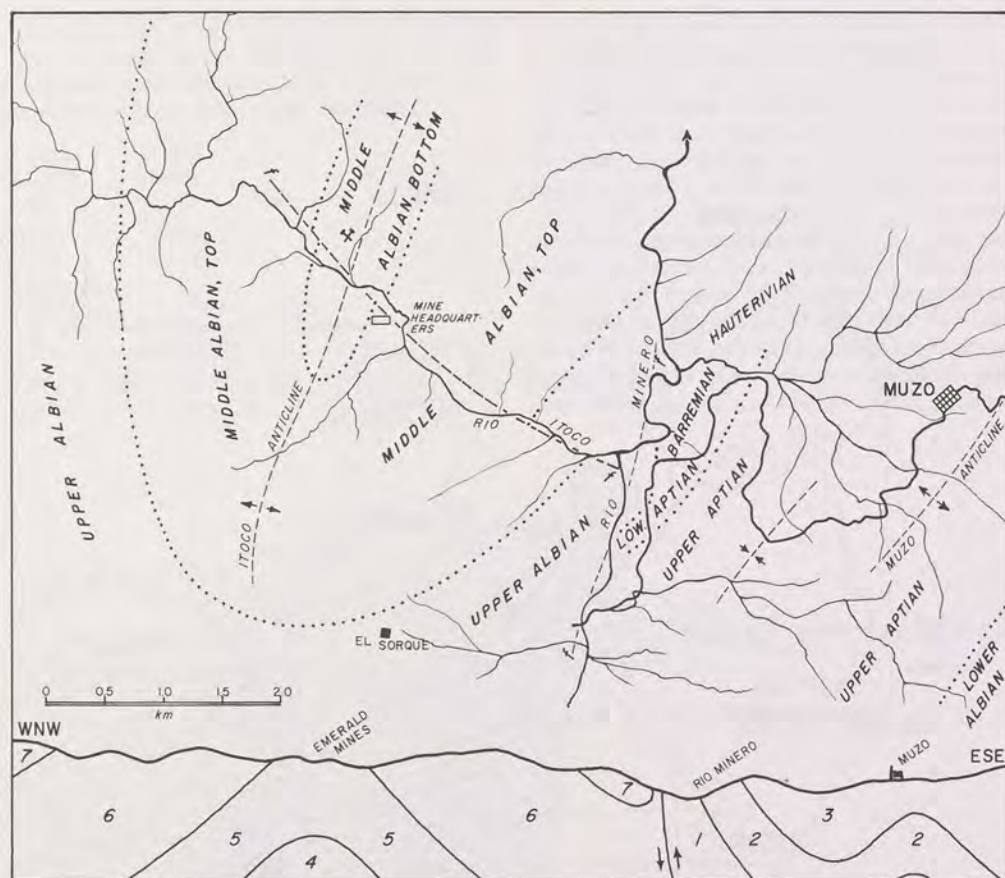 MIDDLE
ALBIAN, BOTTOM
ALBIAN, TOP
MIDDLE ALBIAN, TOP
UPPER ALBIAN
MINE
HEADQUART-
ERS
HAUTERIVIAN
RIO MINERO
MUZO
BARREMIAN
ANTICLINE
ITOCO
MIDDLE
RIO ITOCO
f
f
f
f
LOW APTIAN
UPPER APTIAN
MUZO ANTICLINE
UPPER ALBIAN
EL SORQUE
UPPER APTIAN
LOWER
ALBIAN
0 0,5 1,0 1,5 2,0
km
WNW
EMERALD
MINES
RIO MINERO
MUZO
ESE
7 6 5 4 5 6 7 1 2 3 2